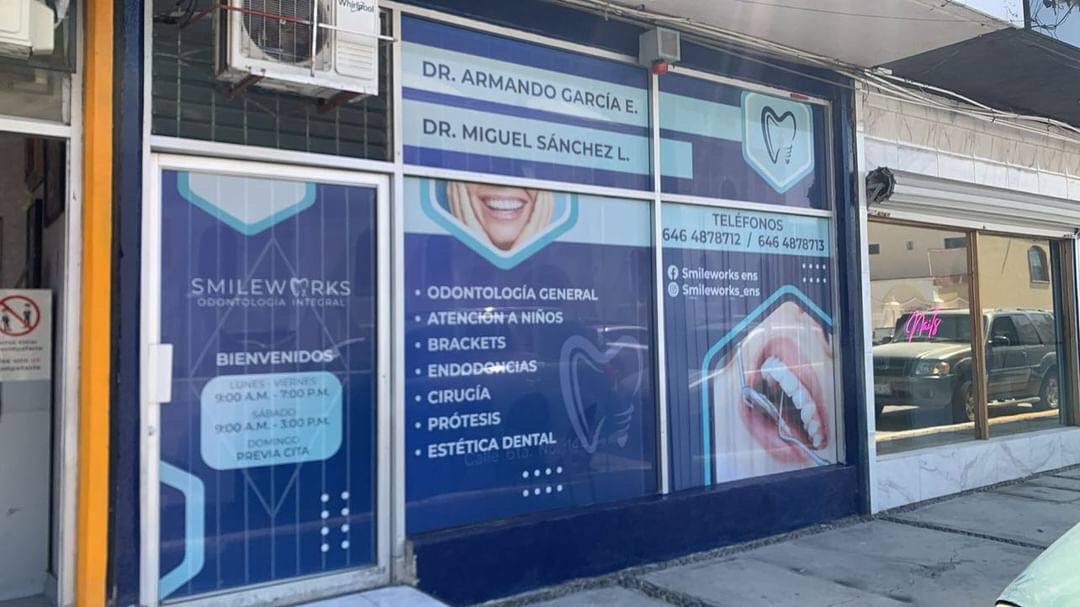 Whirlpool
DR. ARMANDO GARCÍA E.
DR. MIGUEL SÁNCHEZ L.
SMILEWORKS
ODONTOLOGÍA INTEGRAL
BIENVENIDOS
LUNES - VIERNES
9:00 A.M. - 7:00 P.M.
SÁBADO
9:00 A.M. - 3:00 P.M.
DOMINGO
PREVIA CITA
• ODONTOLOGÍA GENERAL
• ATENCIÓN A NIÑOS
• BRACKETS
• ENDODONCIAS
• CIRUGÍA
• PRÓTESIS
• ESTÉTICA DENTAL
TELÉFONOS
646 4878712 / 646 4878713
Smileworks ens
Smileworks_ens
Nails